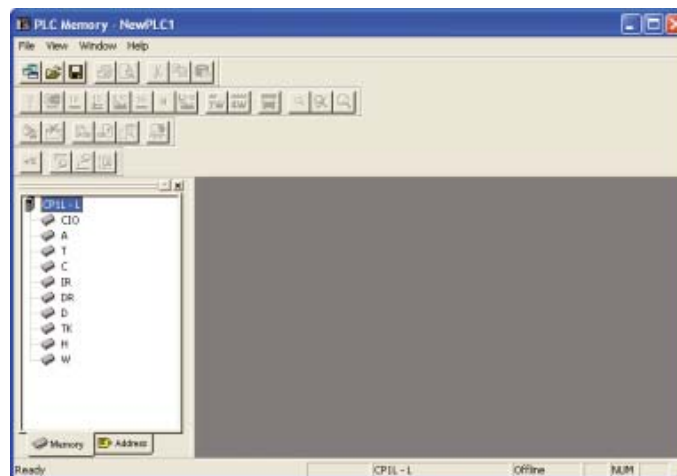 PLC Memory - NewPLC1
File View Window Help
CP1L - L
CIO
A
T
C
IR
DR
D
TK
H
W
Memory Address
Ready CP1L - L Offline NUM